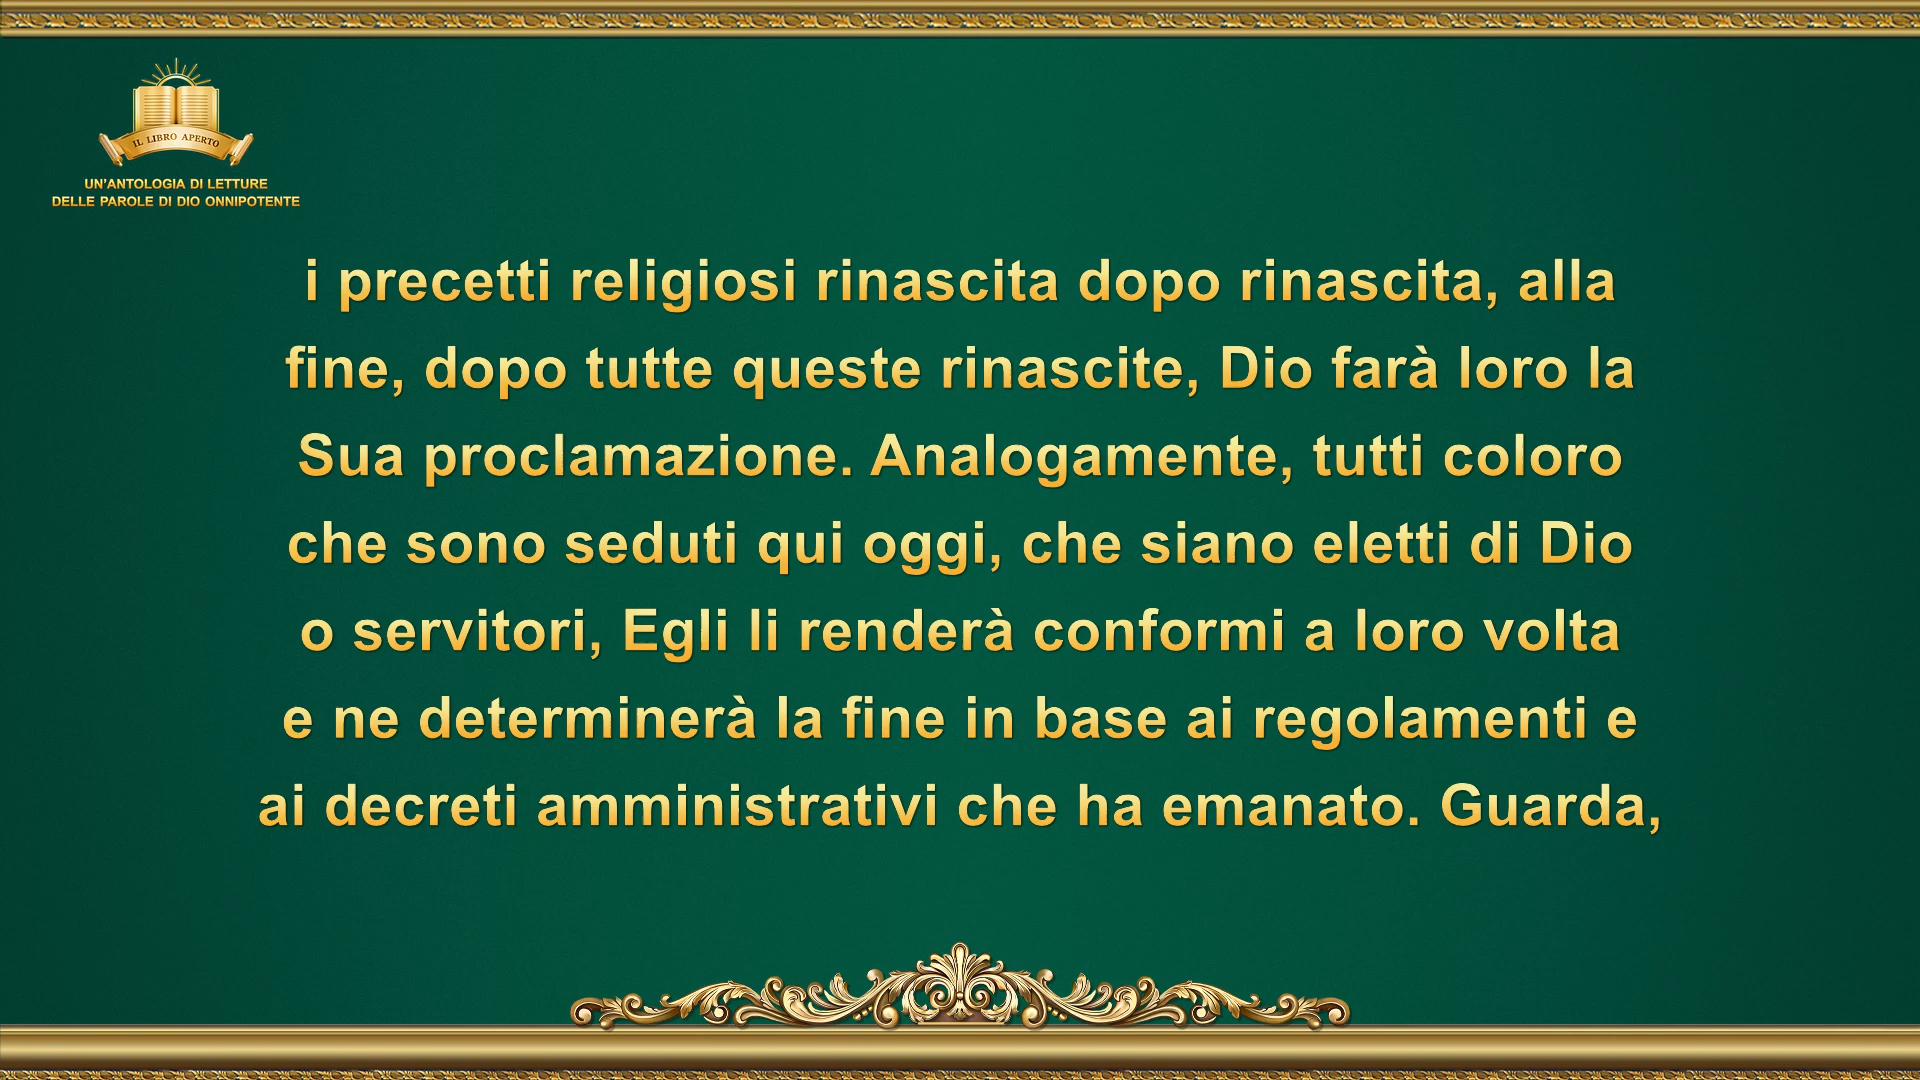 IL LIBRO APERTO
UN'ANTOLOGIA DI LETTURE
DELLE PAROLE DI DIO ONNIPOTENTE
i precetti religiosi rinascita dopo rinascita, alla
fine, dopo tutte queste rinascite, Dio farà loro la
Sua proclamazione. Analogamente, tutti coloro
che sono seduti qui oggi, che siano eletti di Dio
o servitori, Egli li renderà conformi a loro volta
e ne determinerà la fine in base ai regolamenti e
ai decreti amministrativi che ha emanato. Guarda,